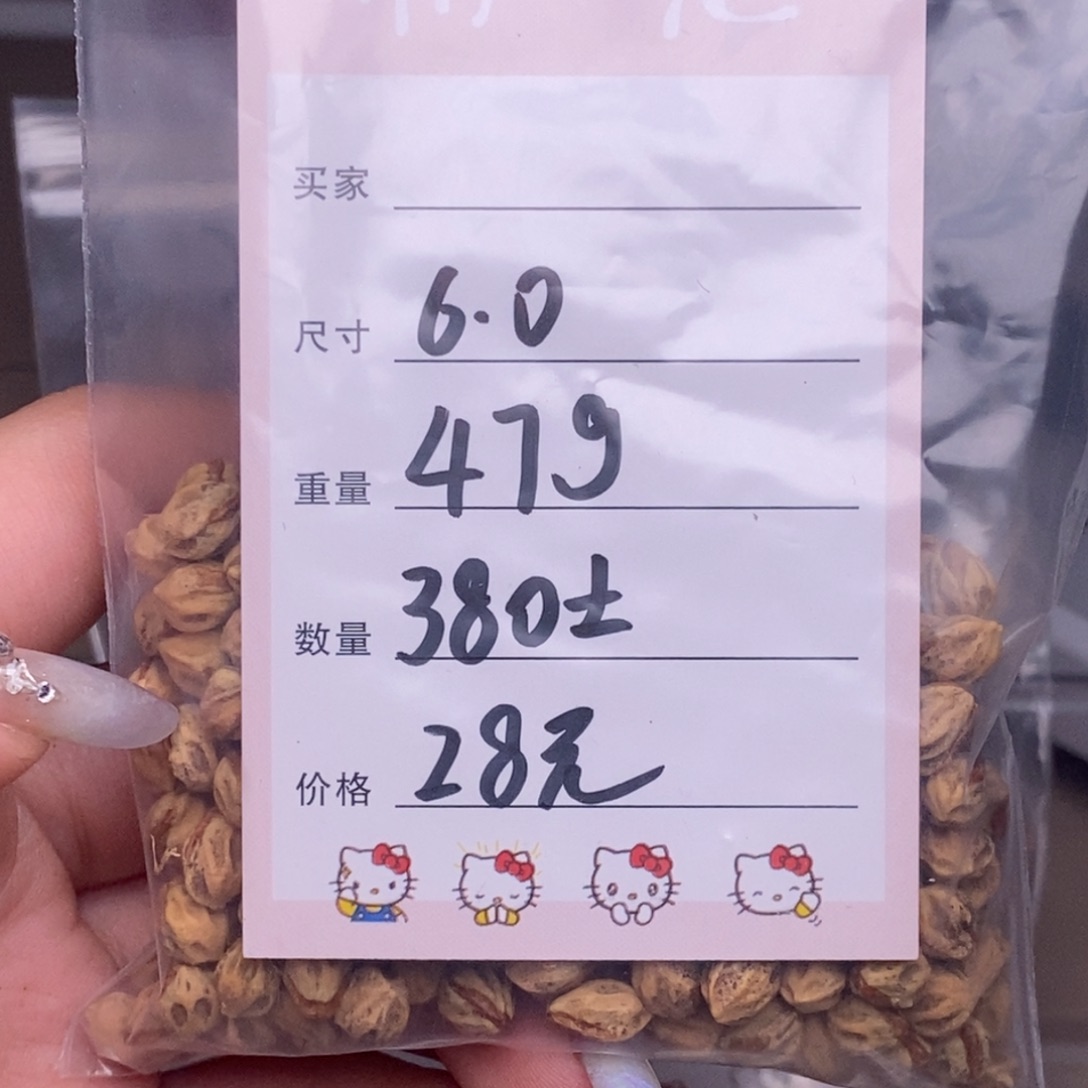 买家
尺寸 6.0
重量 47g
数量 380±
价格 28元